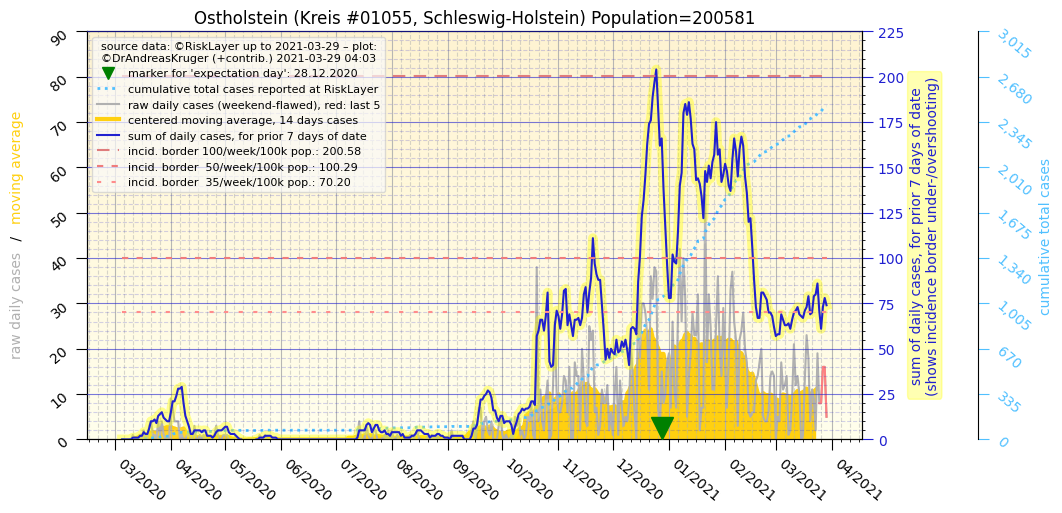 Ostholstein (Kreis #01055, Schleswig-Holstein) Population=200581
source data: ©RiskLayer up to 2021-03-29 – plot:
©DrAndreasKruger (+contrib.) 2021-03-29 04:03
marker for 'expectation day': 28.12.2020
cumulative total cases reported at RiskLayer
raw daily cases (weekend-flawed), red: last 5
centered moving average, 14 days cases
sum of daily cases, for prior 7 days of date
incid. border 100/week/100k pop.: 200.58
incid. border  50/week/100k pop.: 100.29
incid. border  35/week/100k pop.: 70.20
raw daily cases  /  moving average
90
80
70
60
50
40
30
20
10
0
03/2020
04/2020
05/2020
06/2020
07/2020
08/2020
09/2020
10/2020
11/2020
12/2020
01/2021
02/2021
03/2021
04/2021
225
200
175
150
125
100
75
50
25
0
sum of daily cases, for prior 7 days of date
(shows incidence border under-/overshooting)
3,015
2,680
2,345
2,010
1,675
1,340
1,005
670
335
0
cumulative total cases